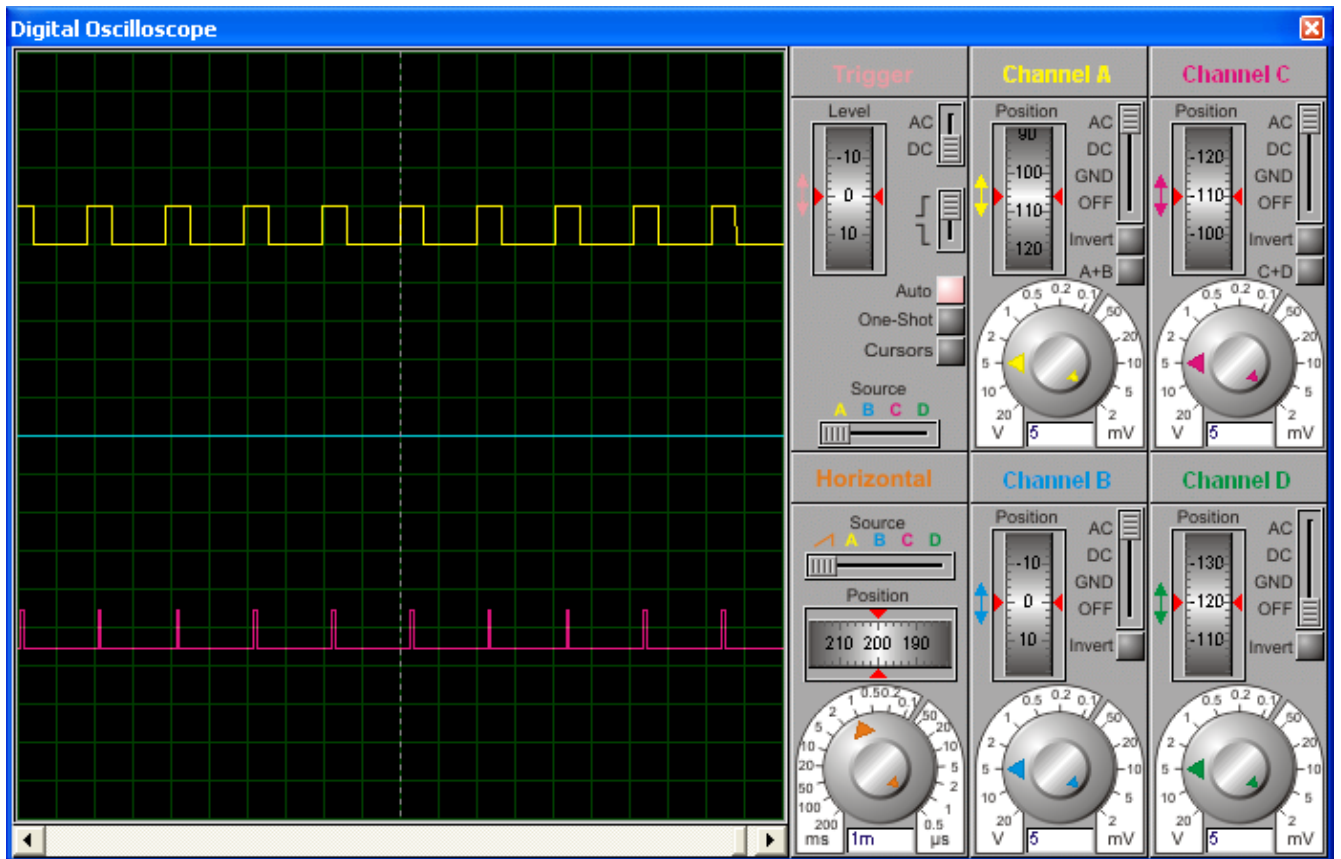 Digital Oscilloscope
Trigger
Level
AC
DC
-10
0
10
Auto
One-Shot
Cursors
Source
A B C D
Channel A
Position
90
100
110
120
AC
DC
GND
OFF
Invert
A+B
20 10 5 2 1 0.5 0.2 0.1 50 20 10 5 2
V
5
mV
Channel C
Position
-120
-110
-100
AC
DC
GND
OFF
Invert
C+D
20 10 5 2 1 0.5 0.2 0.1 50 20 10 5 2
V
5
mV
Horizontal
Source
A B C D
Position
210 200 190
200 100 50 20 10 5 2 1 0.5 0.2 0.1 50 20 10 5 2 1 0.5
ms
1m
µs
Channel B
Position
-10
0
10
AC
DC
GND
OFF
Invert
20 10 5 2 1 0.5 0.2 0.1 50 20 10 5 2
V
5
mV
Channel D
Position
-130
-120
-110
AC
DC
GND
OFF
Invert
20 10 5 2 1 0.5 0.2 0.1 50 20 10 5 2
V
5
mV